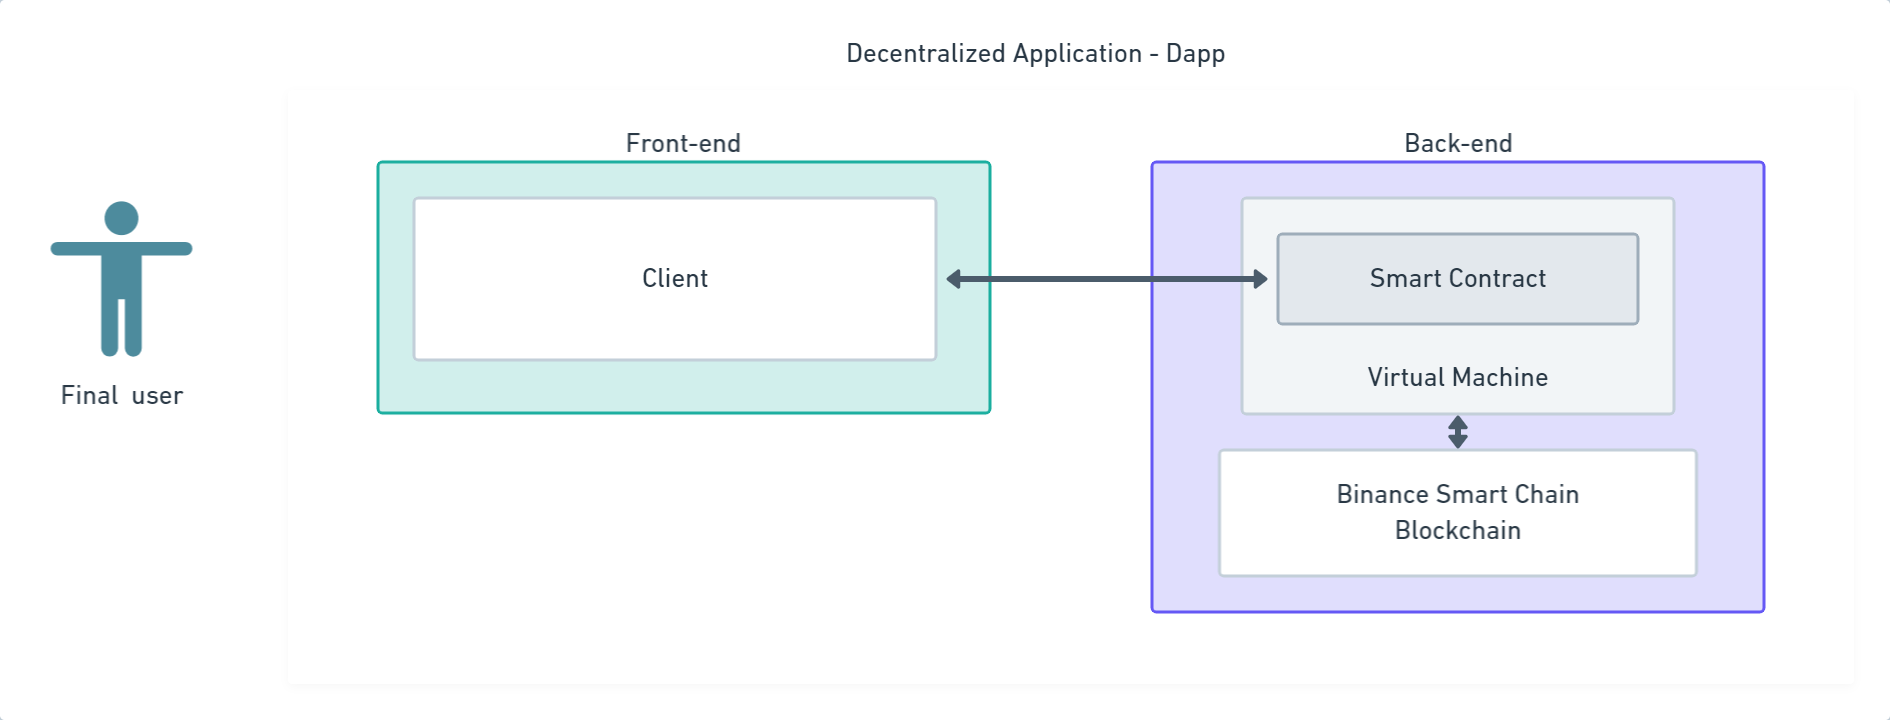 Decentralized Application - Dapp
Front-end
Back-end
Client
Smart Contract
Virtual Machine
Final user
Binance Smart Chain
Blockchain